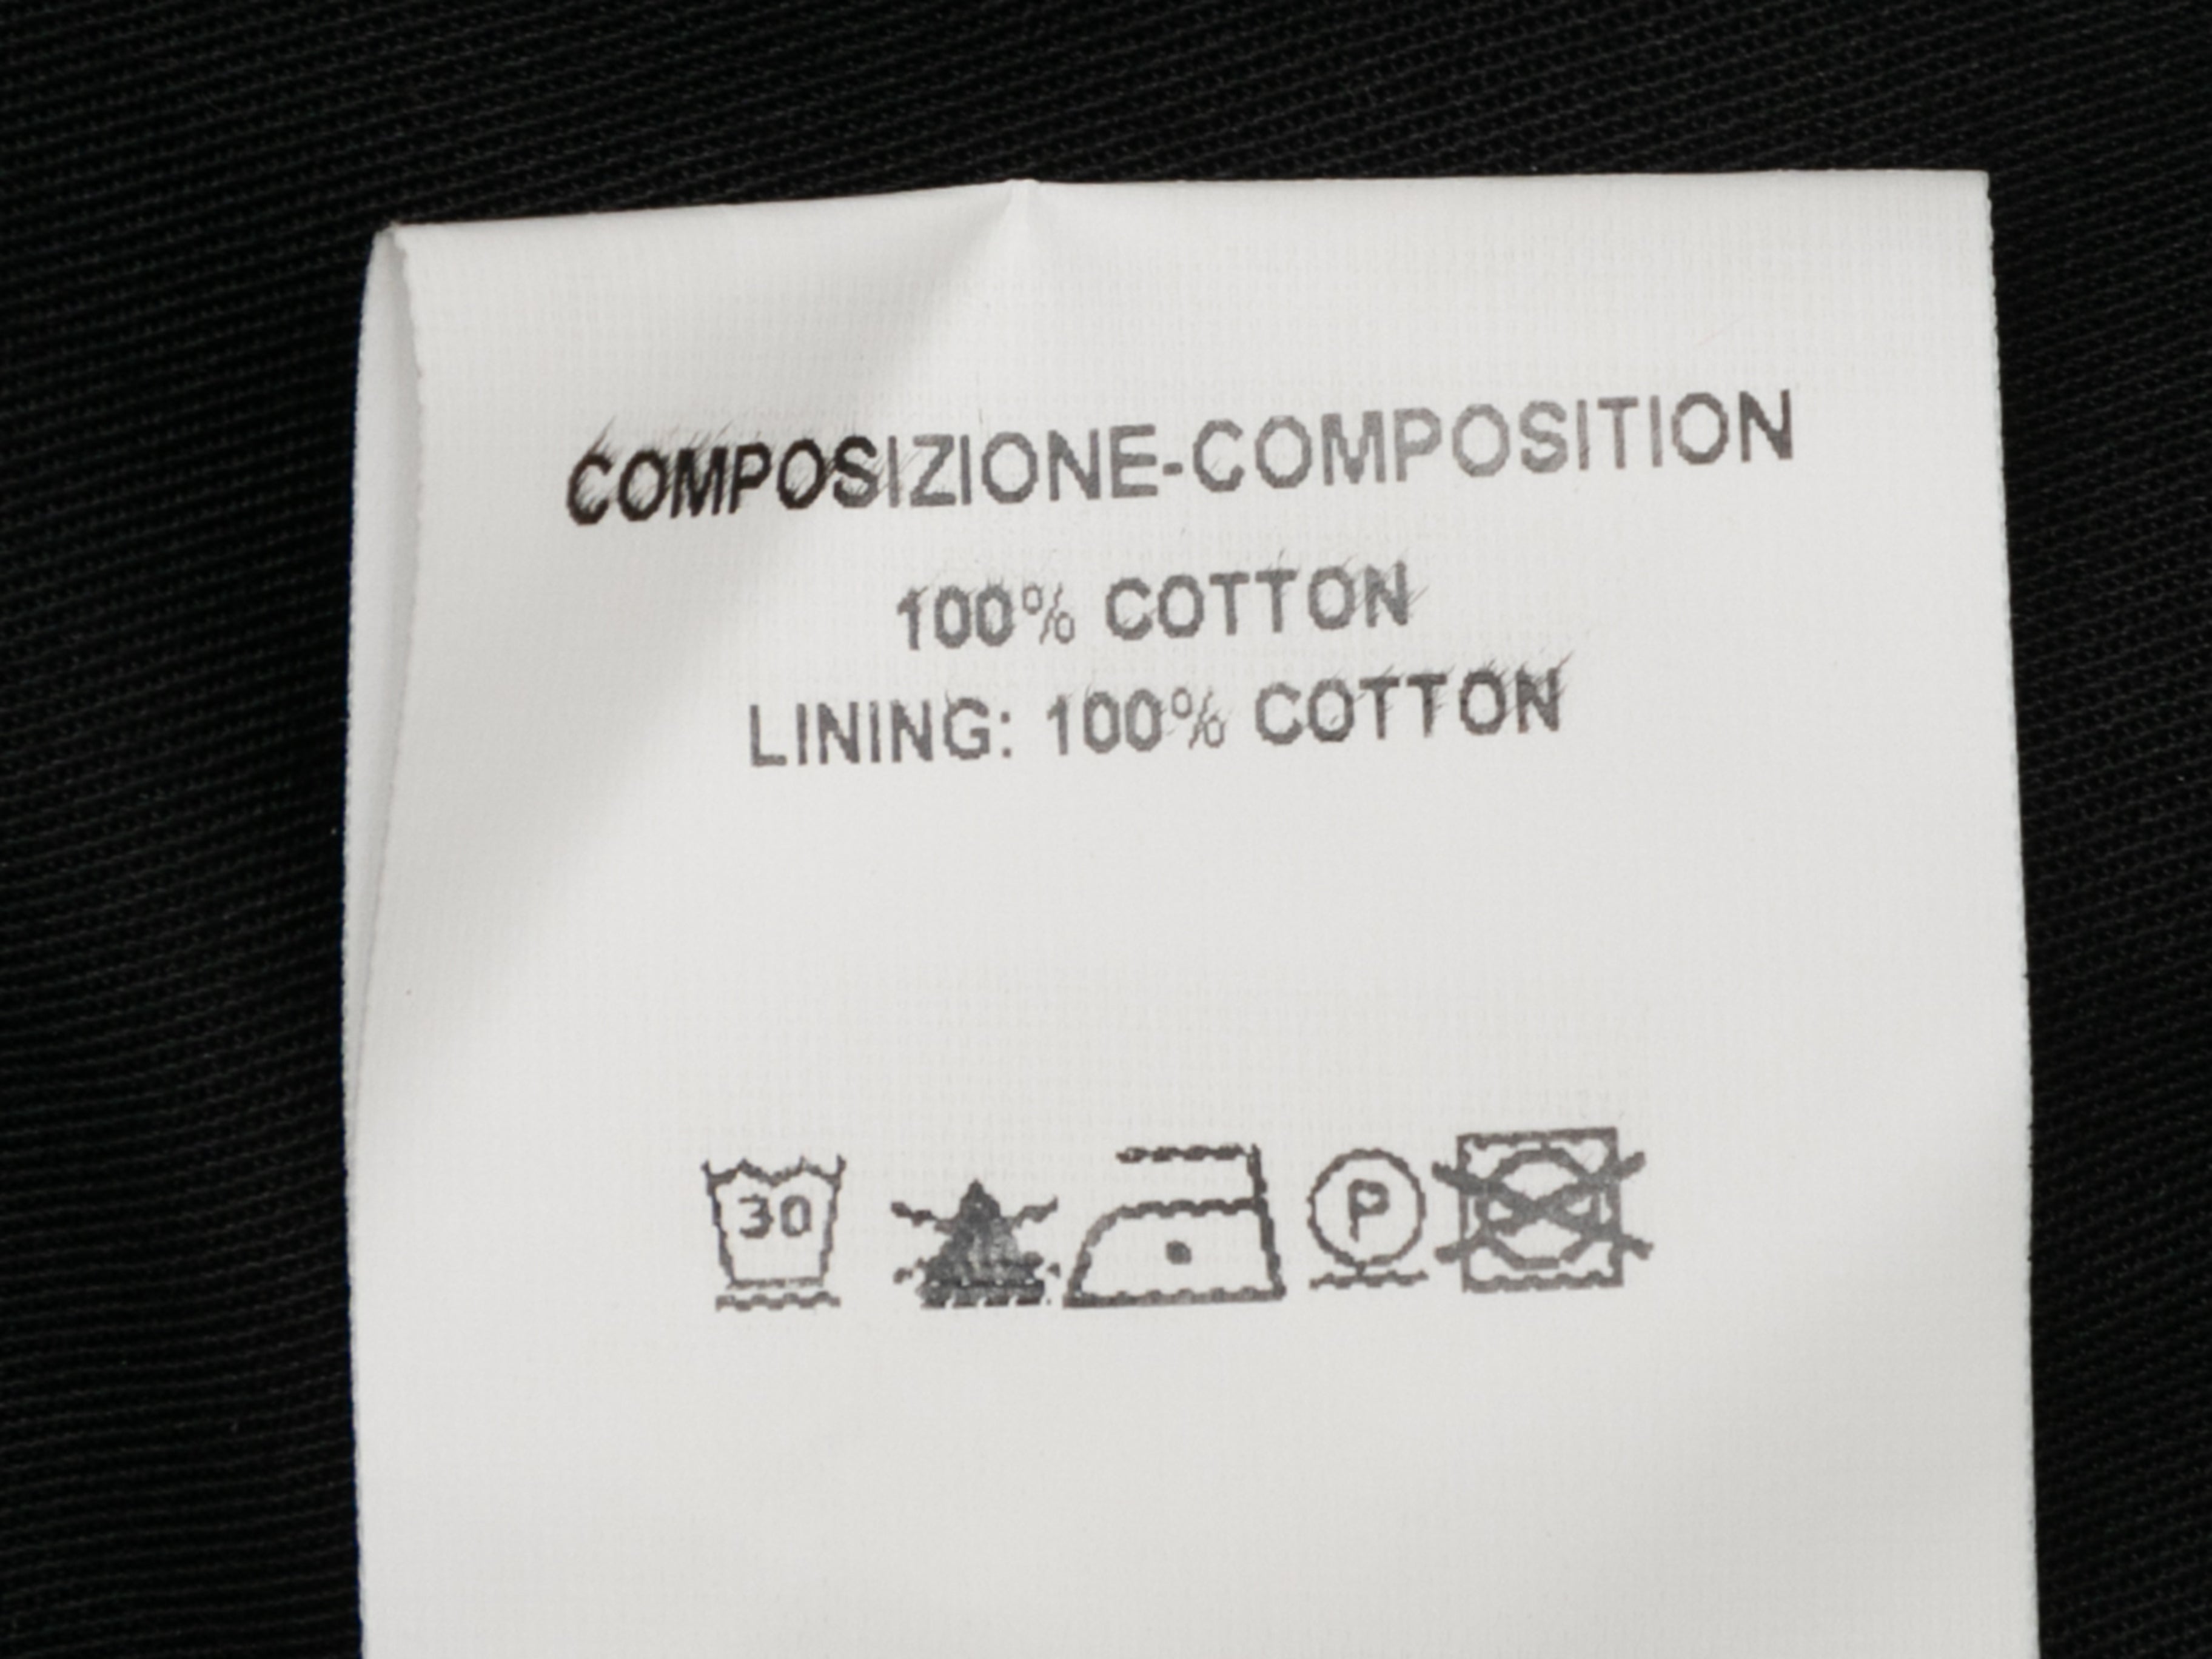 COMPOSIZIONE-COMPOSITION
100% COTTON
LINING: 100% COTTON
30 P